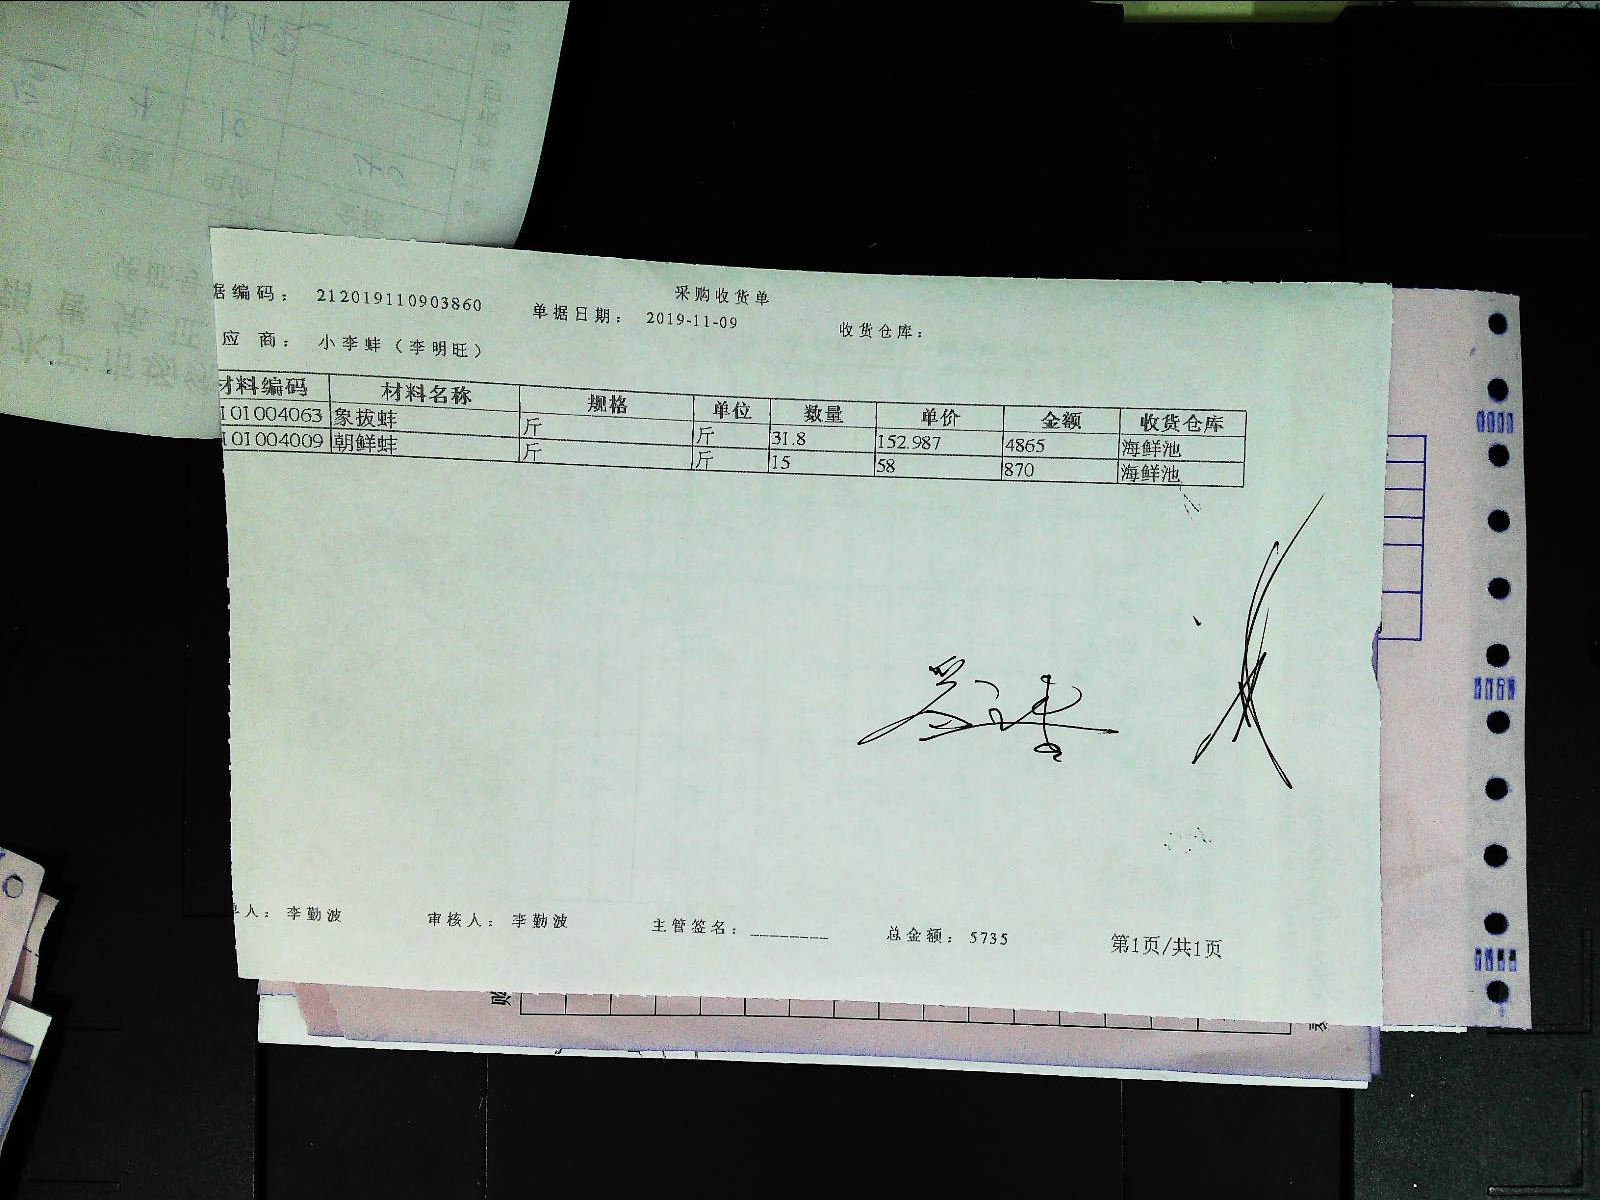 采购收货单
据编码： 212019110903860 单据日期： 2019-11-09 收货仓库：
应 商： 小李蚌（李明旺）
材料编码 材料名称 规格 单位 数量 单价 金额 收货仓库
101004063 象拔蚌 斤 斤 31.8 152.987 4865 海鲜池
101004009 朝鲜蚌 斤 斤 15 58 870 海鲜池
单人： 李勤波 审核人： 李勤波 主管签名：________ 总金额： 5735 第1页/共1页